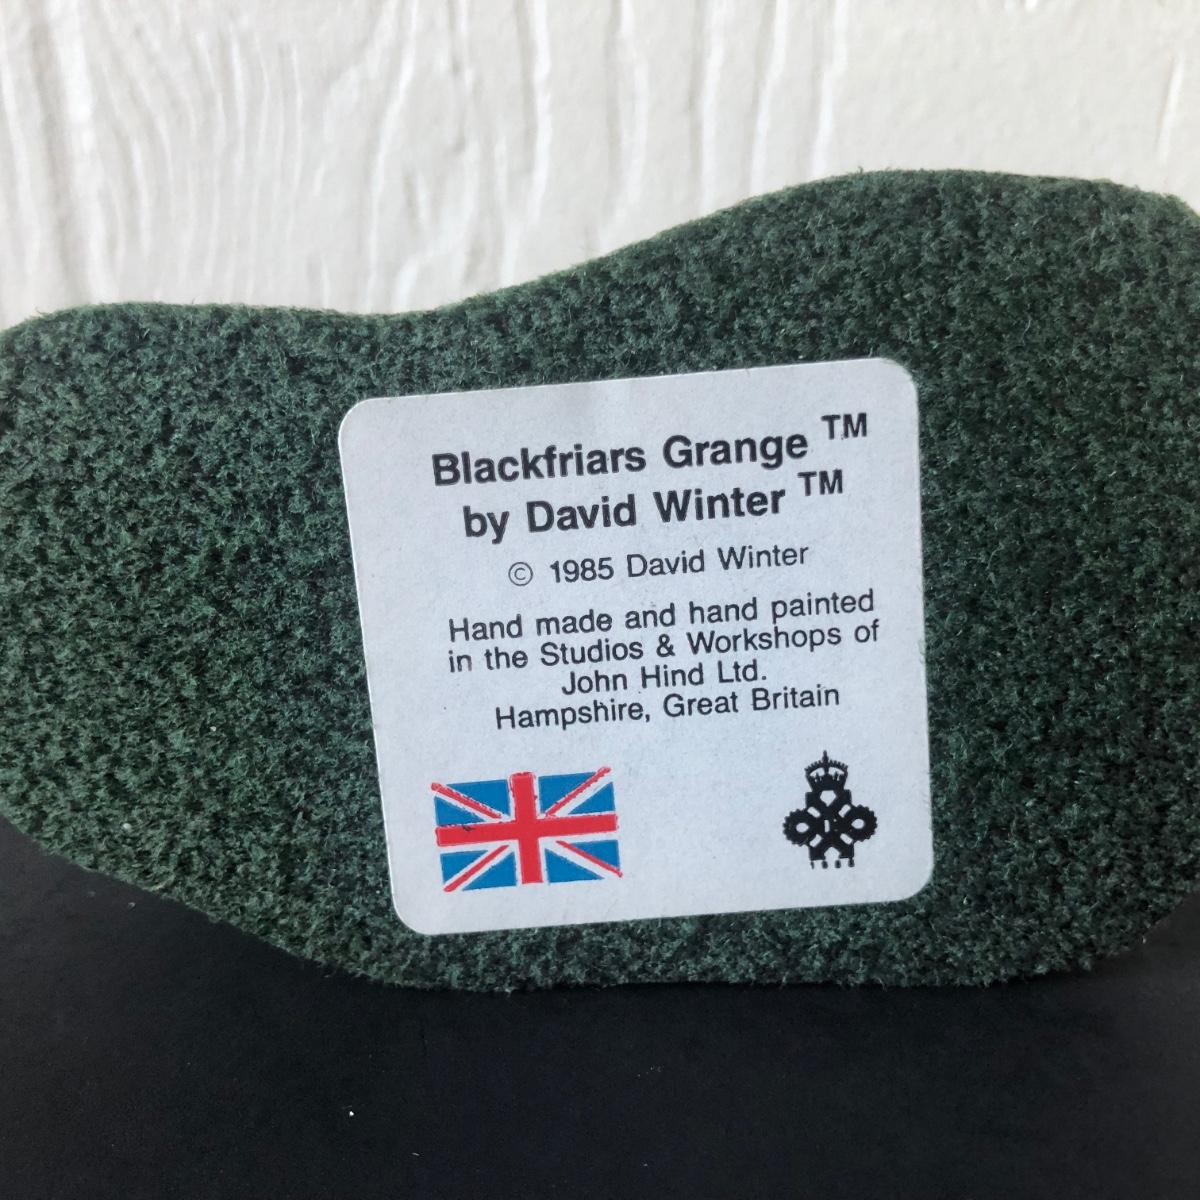 Blackfriars Grange TM
by David Winter TM
© 1985 David Winter
Hand made and hand painted
in the Studios & Workshops of
John Hind Ltd.
Hampshire, Great Britain